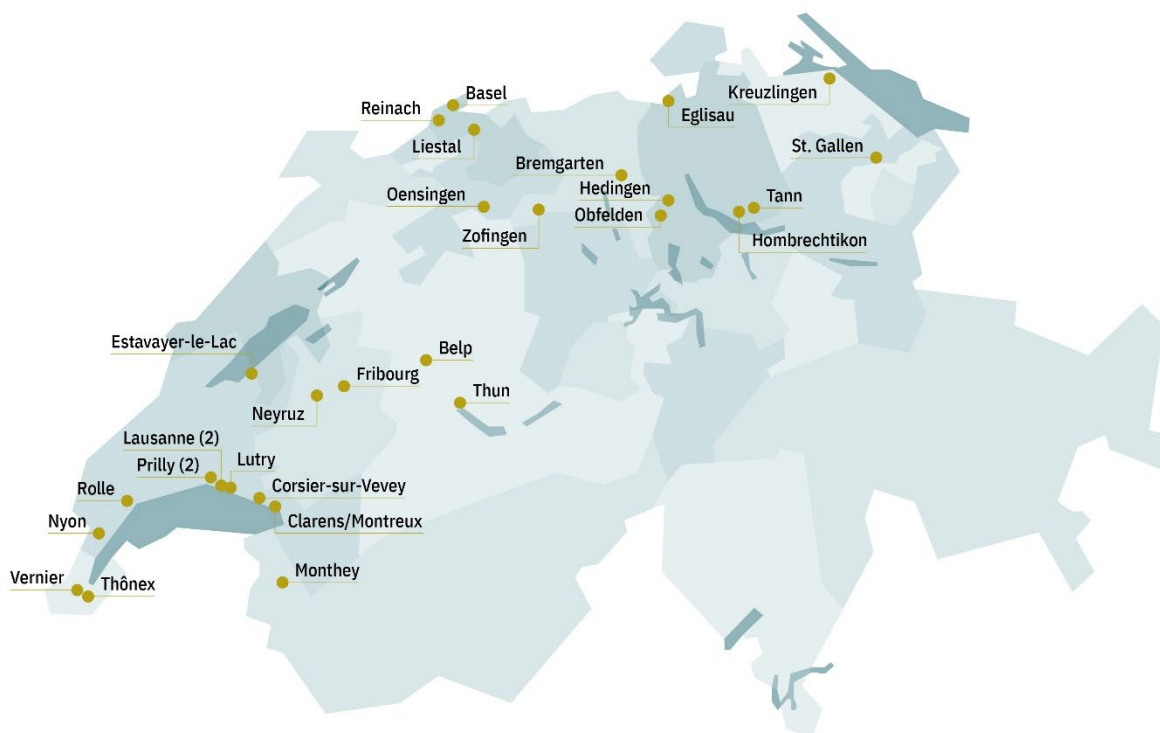 Kreuzlingen
Basel
Reinach
Eglisau
Liestal
St. Gallen
Bremgarten
Hedingen
Oensingen
Tann
Obfelden
Zofingen
Hombrechtikon
Estavayer-le-Lac
Belp
Fribourg
Thun
Neyruz
Lausanne (2)
Lutry
Prilly (2)
Corsier-sur-Vevey
Rolle
Clarens/Montreux
Nyon
Monthey
Vernier
Thônex